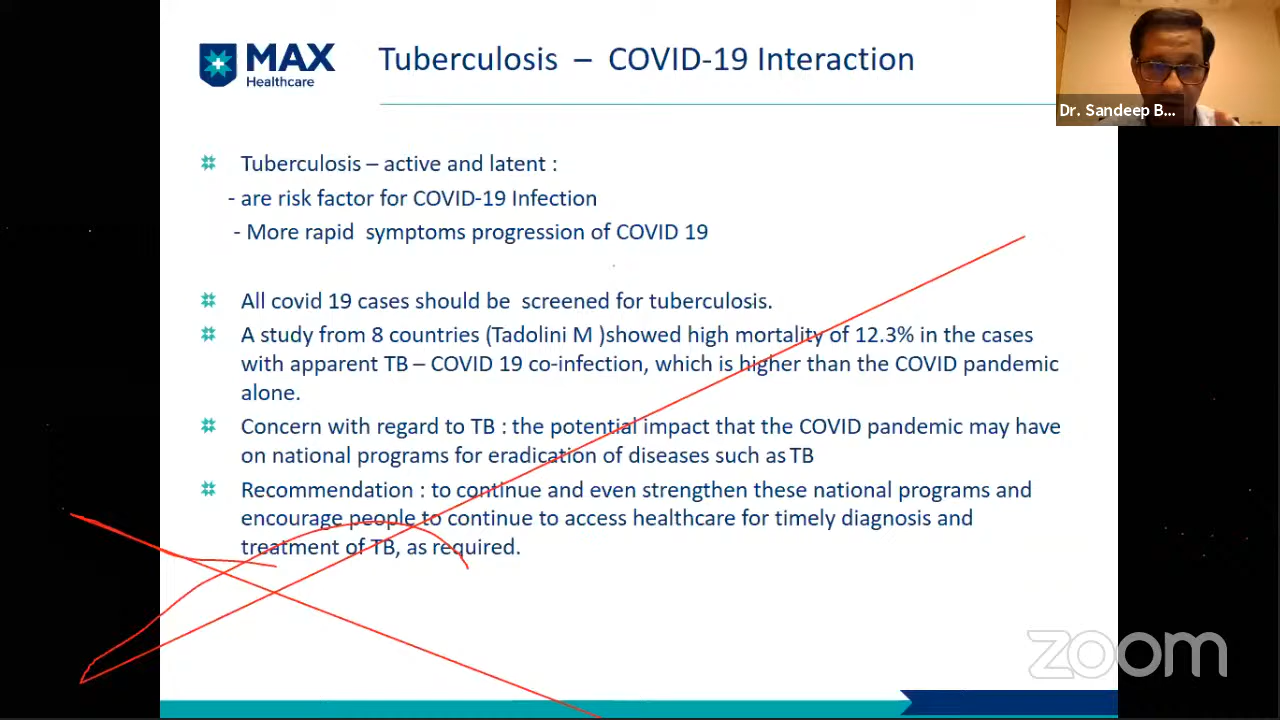 MAX
Healthcare
Tuberculosis – COVID-19 Interaction
Dr. Sandeep B...
Tuberculosis – active and latent :
- are risk factor for COVID-19 Infection
- More rapid symptoms progression of COVID 19
All covid 19 cases should be screened for tuberculosis.
A study from 8 countries (Tadolini M )showed high mortality of 12.3% in the cases
with apparent TB – COVID 19 co-infection, which is higher than the COVID pandemic
alone.
Concern with regard to TB : the potential impact that the COVID pandemic may have
on national programs for eradication of diseases such as TB
Recommendation : to continue and even strengthen these national programs and
encourage people to continue to access healthcare for timely diagnosis and
treatment of TB, as required.
zoom